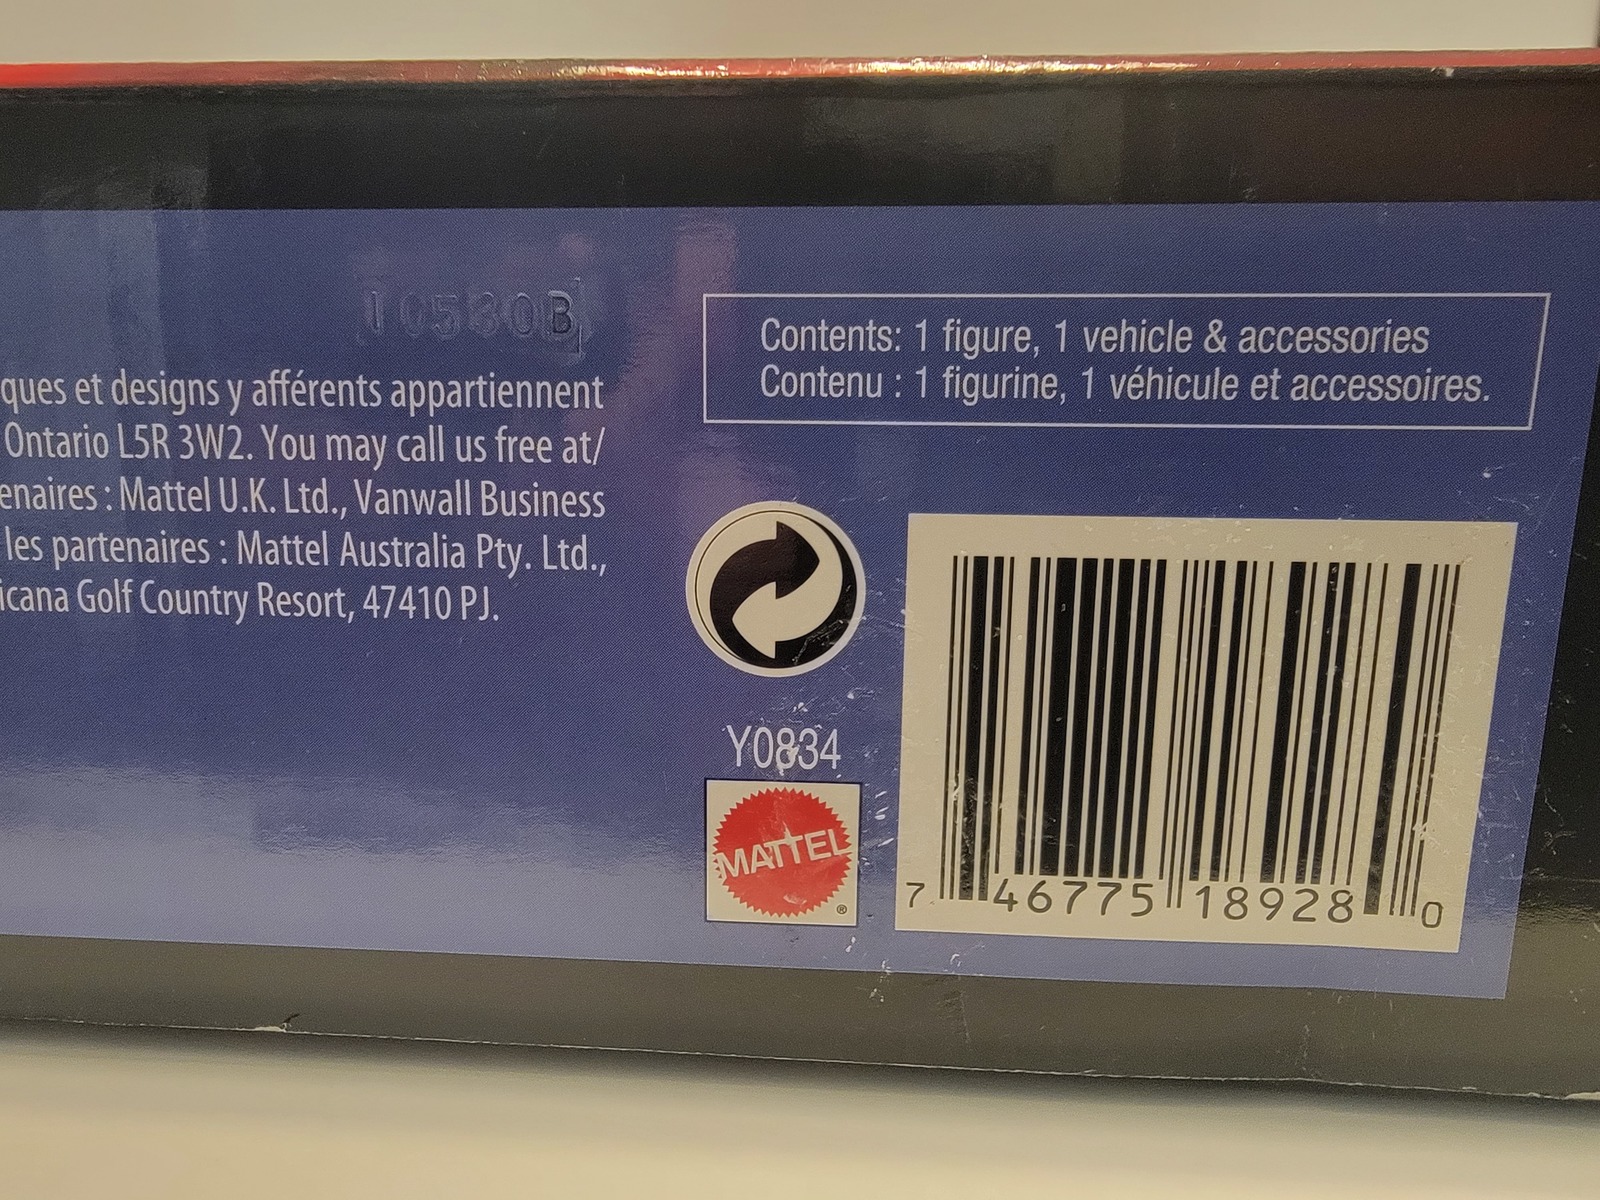 10530B
ques et designs y afférents appartiennent
Ontario L5R 3W2. You may call us free at/
enaires : Mattel U.K. Ltd., Vanwall Business
les partenaires : Mattel Australia Pty. Ltd.,
icana Golf Country Resort, 47410 PJ.
Contents: 1 figure, 1 vehicle & accessories
Contenu : 1 figurine, 1 véhicule et accessoires.
Y0834
MATTEL
®
7 46775 18928 0